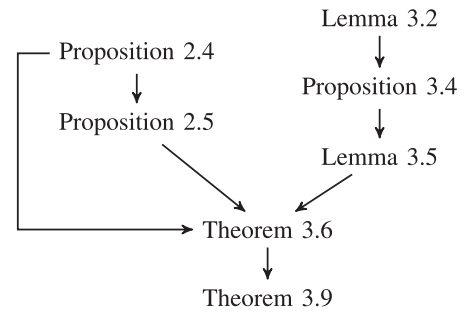 Lemma 3.2
Proposition 2.4
Proposition 3.4
Proposition 2.5
Lemma 3.5
Theorem 3.6
Theorem 3.9